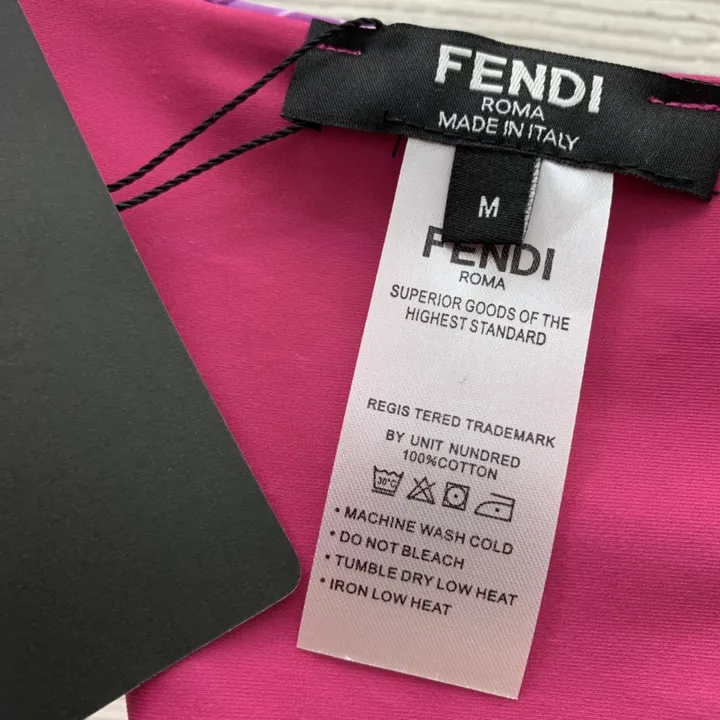 FENDI
ROMA
MADE IN ITALY
M
FENDI
ROMA
SUPERIOR GOODS OF THE
HIGHEST STANDARD
REGIS TERED TRADEMARK
BY UNIT NUNDRED
100%COTTON
30°C
• MACHINE WASH COLD
• DO NOT BLEACH
• TUMBLE DRY LOW HEAT
• IRON LOW HEAT